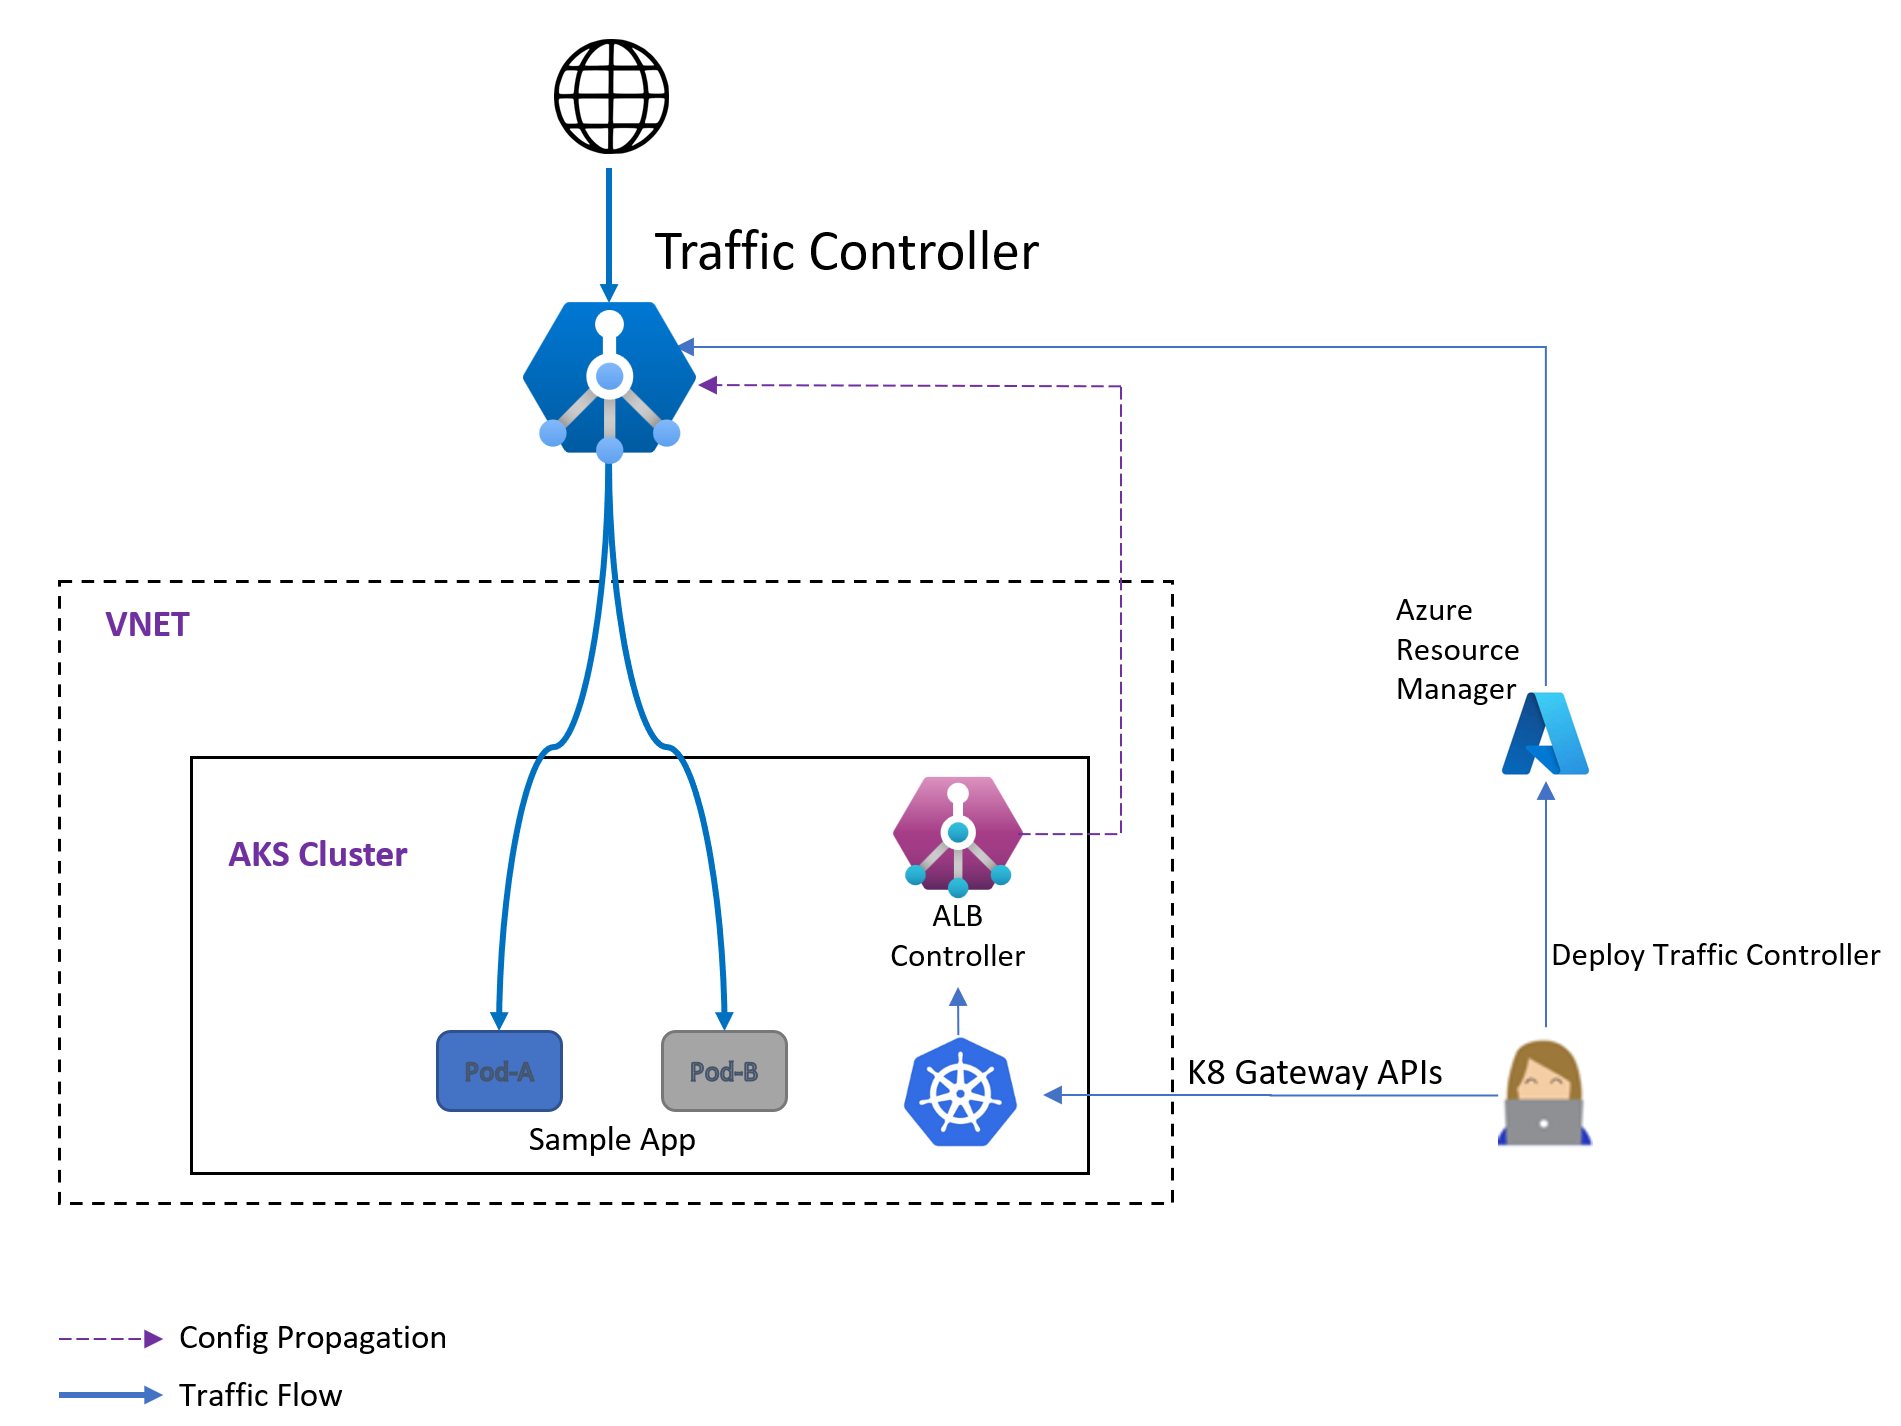 Traffic Controller
VNET
Azure
Resource
Manager
AKS Cluster
ALB
Controller
Deploy Traffic Controller
Pod-A
Pod-B
K8 Gateway APIs
Sample App
Config Propagation
Traffic Flow